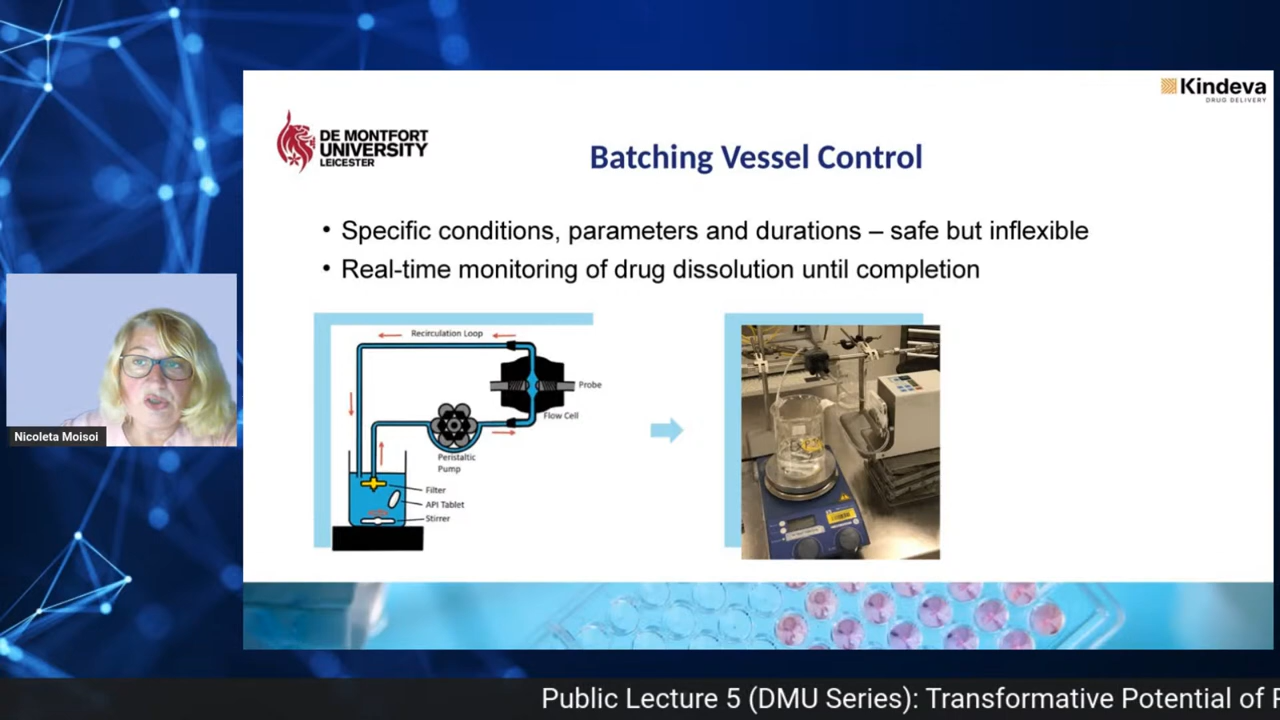 Kindeva
DRUG DELIVERY
DE MONTFORT
UNIVERSITY
LEICESTER
Batching Vessel Control
• Specific conditions, parameters and durations – safe but inflexible
• Real-time monitoring of drug dissolution until completion
Recirculation Loop
Probe
Flow Cell
Peristaltic
Pump
Filter
API Tablet
Stirrer
Nicoleta Moisoi
Public Lecture 5 (DMU Series): Transformative Potential of